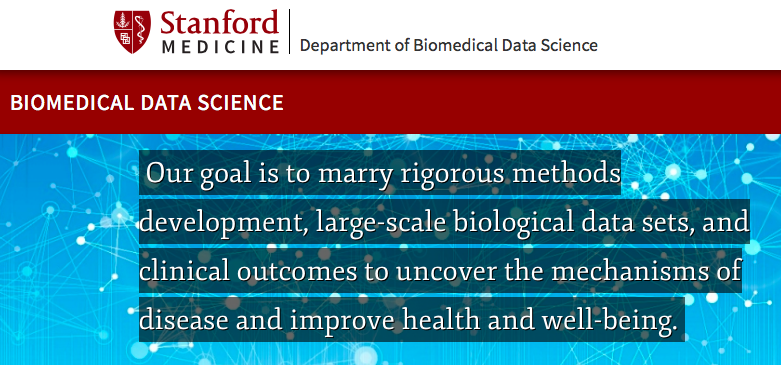 Stanford
MEDICINE
Department of Biomedical Data Science
BIOMEDICAL DATA SCIENCE
Our goal is to marry rigorous methods
development, large-scale biological data sets, and
clinical outcomes to uncover the mechanisms of
disease and improve health and well-being.